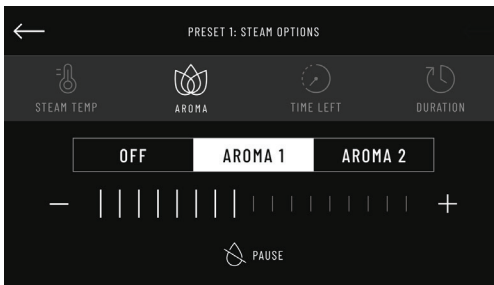 PRESET 1: STEAM OPTIONS
STEAM TEMP AROMA TIME LEFT DURATION
OFF AROMA 1 AROMA 2
PAUSE